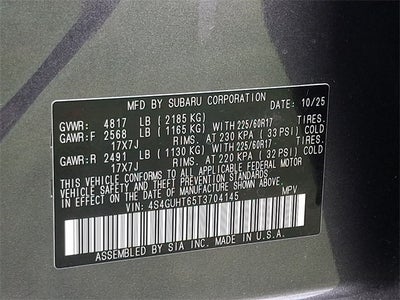 MFD. BY SUBARU CORPORATION DATE: 10/25
GVWR: 4817 LB (2185 KG)
GAWR:F 2568 LB (1165 KG) WITH 225/60R17 TIRES.
17X7J RIMS. AT 230 KPA (33 PSI) COLD
GAWR:R 2491 LB (1130 KG) WITH 225/60R17 TIRES.
17X7J RIMS. AT 220 KPA (32 PSI) COLD
THIS VEHICLE CONFORMS TO ALL APPLICABLE FEDERAL MOTOR
VEHICLE SAFETY AND BUMPER STANDARDS IN EFFECT ON THE
DATE OF MANUFACTURE SHOWN ABOVE.
VIN: 4S4GUHT65T3704145 MPV
ASSEMBLED BY SIA INC. MADE IN U.S.A.